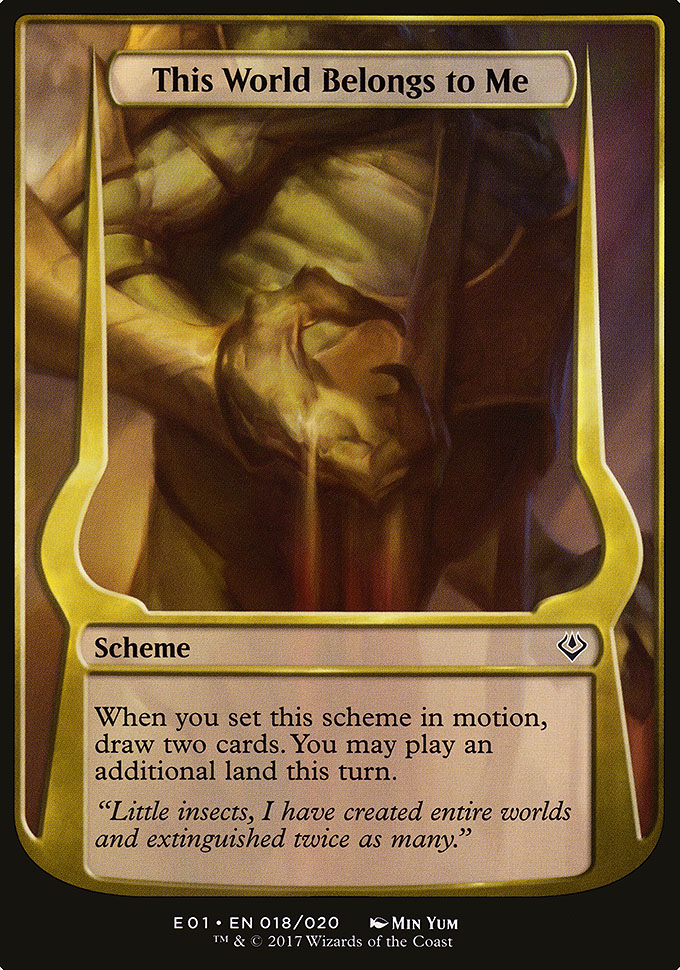 This World Belongs to Me
Scheme
When you set this scheme in motion,
draw two cards. You may play an
additional land this turn.
“Little insects, I have created entire worlds
and extinguished twice as many.”
E01 • EN 018/020 Min Yum
™ & © 2017 Wizards of the Coast